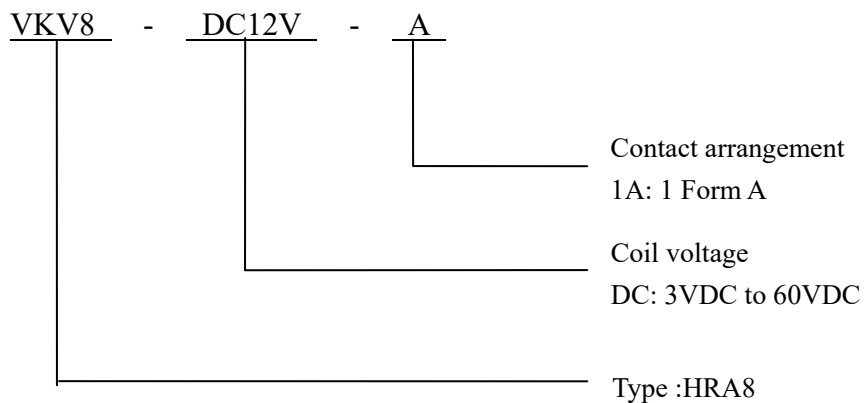 VKV8 - DC12V - A
Contact arrangement
1A: 1 Form A
Coil voltage
DC: 3VDC to 60VDC
Type :HRA8